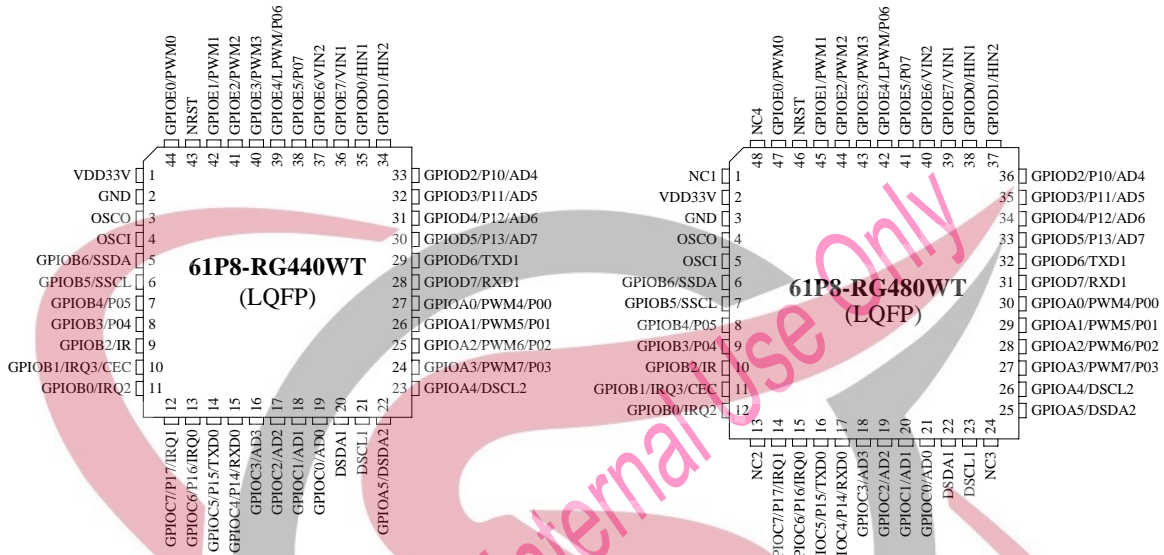 44 GPIOE0/PWM0
43 NRST
42 GPIOE1/PWM1
41 GPIOE2/PWM2
40 GPIOE3/PWM3
39 GPIOE4/LPWM/P06
38 GPIOE5/P07
37 GPIOE6/VIN2
36 GPIOE7/VIN1
35 GPIOD0/HIN1
34 GPIOD1/HIN2
VDD33V 1
GND 2
OSCO 3
OSCI 4
GPIOB6/SSDA 5
GPIOB5/SSCL 6
GPIOB4/P05 7
GPIOB3/P04 8
GPIOB2/IR 9
GPIOB1/IRQ3/CEC 10
GPIOB0/IRQ2 11
61P8-RG440WT
(LQFP)
33 GPIOD2/P10/AD4
32 GPIOD3/P11/AD5
31 GPIOD4/P12/AD6
30 GPIOD5/P13/AD7
29 GPIOD6/TXD1
28 GPIOD7/RXD1
27 GPIOA0/PWM4/P00
26 GPIOA1/PWM5/P01
25 GPIOA2/PWM6/P02
24 GPIOA3/PWM7/P03
23 GPIOA4/DSCL2
12 GPIOC7/P17/IRQ1
13 GPIOC6/P16/IRQ0
14 GPIOC5/P15/TXD0
15 GPIOC4/P14/RXD0
16 GPIOC3/AD3
17 GPIOC2/AD2
18 GPIOC1/AD1
19 GPIOC0/AD0
20 DSDA1
21 DSCL1
22 GPIOA5/DSDA2
48 NC4
47 GPIOE0/PWM0
46 NRST
45 GPIOE1/PWM1
44 GPIOE2/PWM2
43 GPIOE3/PWM3
42 GPIOE4/LPWM/P06
41 GPIOE5/P07
40 GPIOE6/VIN2
39 GPIOE7/VIN1
38 GPIOD0/HIN1
37 GPIOD1/HIN2
NC1 1
VDD33V 2
GND 3
OSCO 4
OSCI 5
GPIOB6/SSDA 6
GPIOB5/SSCL 7
GPIOB4/P05 8
GPIOB3/P04 9
GPIOB2/IR 10
GPIOB1/IRQ3/CEC 11
GPIOB0/IRQ2 12
61P8-RG480WT
(LQFP)
36 GPIOD2/P10/AD4
35 GPIOD3/P11/AD5
34 GPIOD4/P12/AD6
33 GPIOD5/P13/AD7
32 GPIOD6/TXD1
31 GPIOD7/RXD1
30 GPIOA0/PWM4/P00
29 GPIOA1/PWM5/P01
28 GPIOA2/PWM6/P02
27 GPIOA3/PWM7/P03
26 GPIOA4/DSCL2
25 GPIOA5/DSDA2
13 NC2
14 PIOC7/P17/IRQ1
15 PIOC6/P16/IRQ0
16 PIOC5/P15/TXD0
17 IOC4/P14/RXD0
18 GPIOC3/AD3
19 GPIOC2/AD2
20 GPIOC1/AD1
21 GPIOC0/AD0
22 DSDA1
23 DSCL1
24 NC3
Internal Use Only